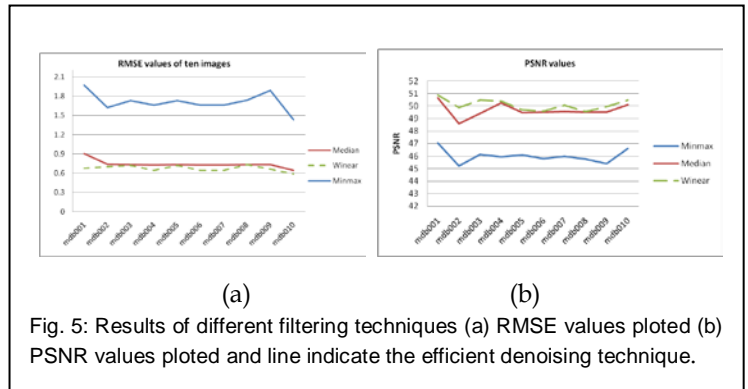 RMSE values of ten images
2.1
1.8
1.5
1.2
0.9
0.6
0.3
0
Median
Winear
Minmax
mdb001
mdb002
mdb003
mdb004
mdb005
mdb006
mdb007
mdb008
mdb009
mdb010
PSNR values
PSNR
52
51
50
49
48
47
46
45
44
43
42
Minmax
Median
Winear
mdb001
mdb002
mdb003
mdb004
mdb005
mdb006
mdb007
mdb008
mdb009
mdb010
(a)
(b)
Fig. 5: Results of different filtering techniques (a) RMSE values ploted (b)
PSNR values ploted and line indicate the efficient denoising technique.